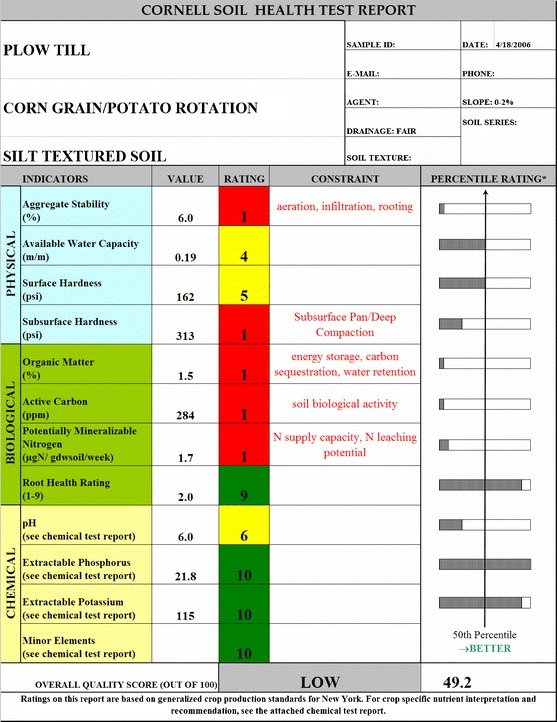 CORNELL SOIL HEALTH TEST REPORT
PLOW TILL
SAMPLE ID:
DATE: 4/18/2006
E-MAIL:
PHONE:
CORN GRAIN/POTATO ROTATION
AGENT:
SLOPE: 0-2%
DRAINAGE: FAIR
SOIL SERIES:
SILT TEXTURED SOIL
SOIL TEXTURE:
INDICATORS VALUE RATING CONSTRAINT PERCENTILE RATING*
PHYSICAL
Aggregate Stability
(%) 6.0 1 aeration, infiltration, rooting
Available Water Capacity
(m/m) 0.19 4
Surface Hardness
(psi) 162 5
Subsurface Hardness
(psi) 313 1
Subsurface Pan/Deep
Compaction
BIOLOGICAL
Organic Matter
(%) 1.5 1
energy storage, carbon
sequestration, water retention
Active Carbon
(ppm) 284 1 soil biological activity
Potentially Mineralizable
Nitrogen
(µgN/ gdwsoil/week) 1.7 1
N supply capacity, N leaching
potential
Root Health Rating
(1-9) 2.0 9
CHEMICAL
pH
(see chemical test report) 6.0 6
Extractable Phosphorus
(see chemical test report) 21.8 10
Extractable Potassium
(see chemical test report) 115 10
Minor Elements
(see chemical test report) 10
50th Percentile
→BETTER
OVERALL QUALITY SCORE (OUT OF 100) LOW 49.2
Ratings on this report are based on generalized crop production standards for New York. For crop specific nutrient interpretation and
recommendation, see the attached chemical test report.